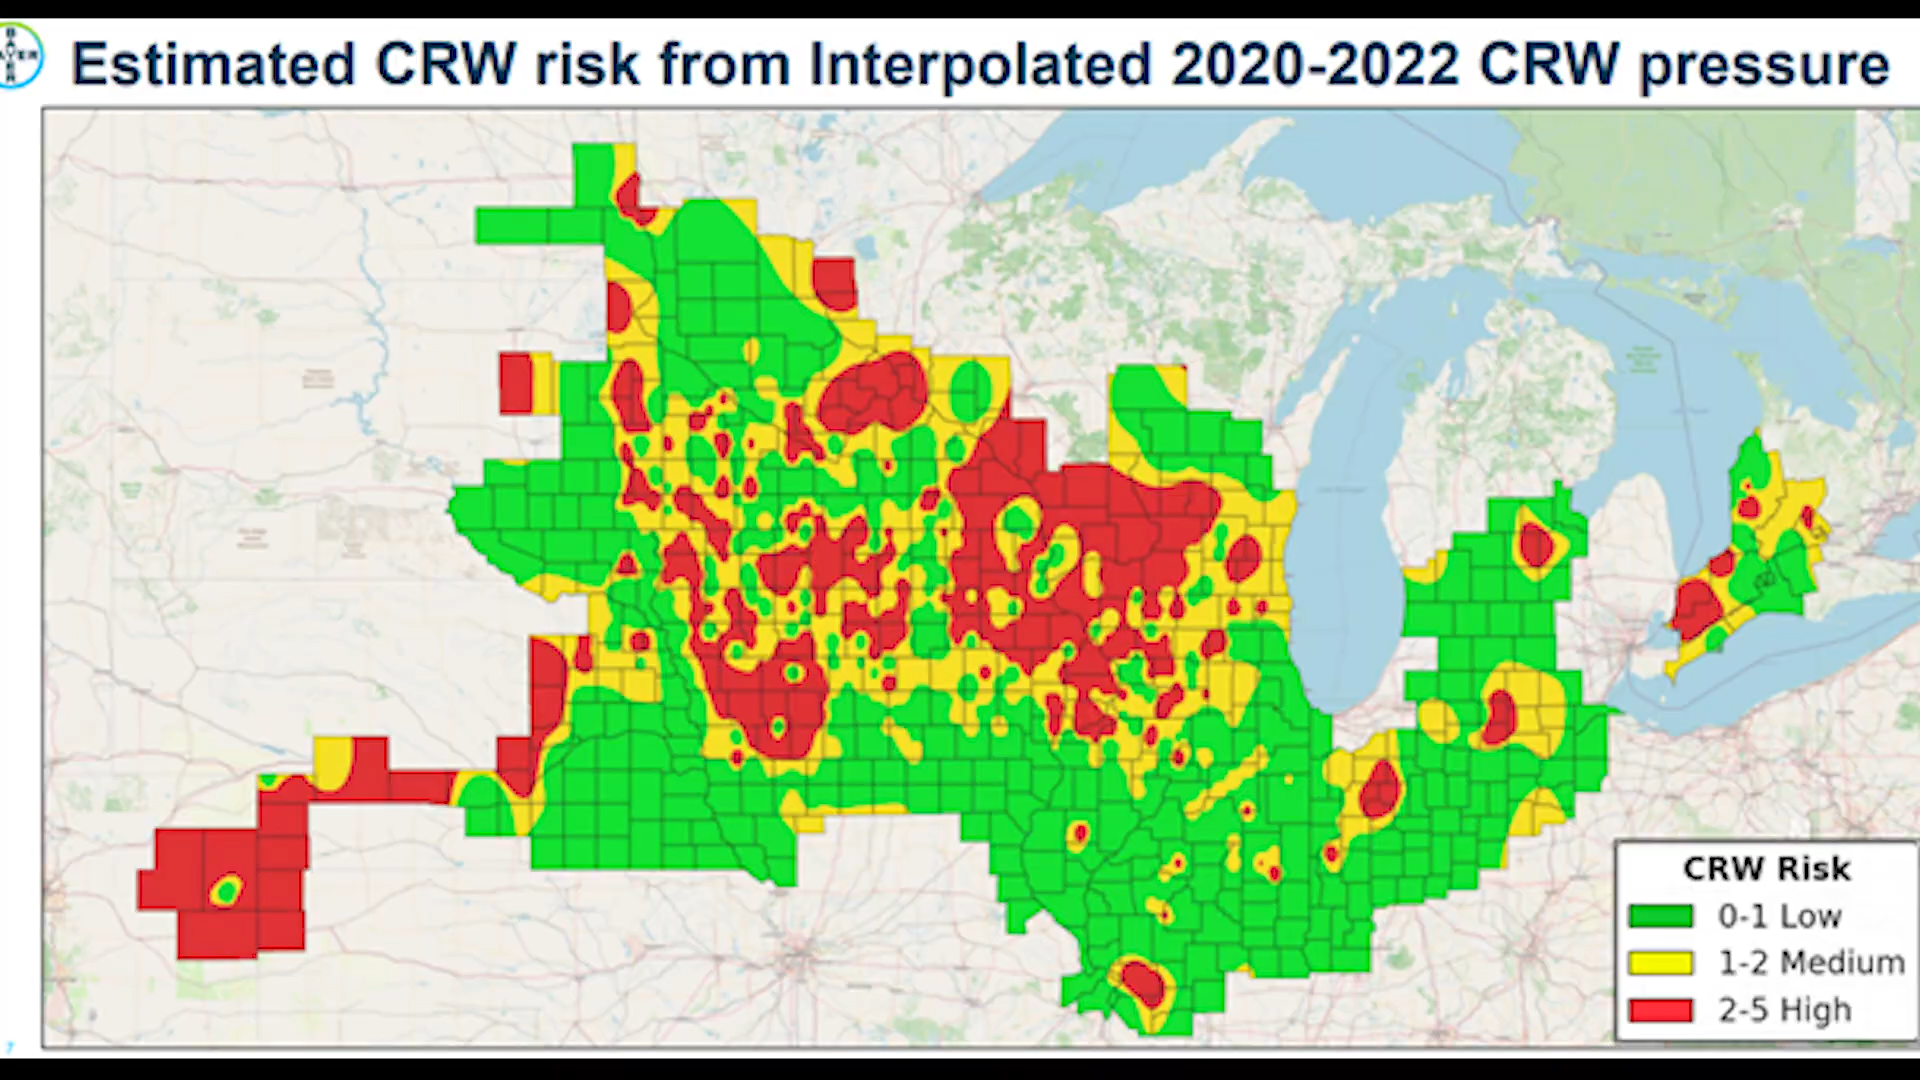 Estimated CRW risk from Interpolated 2020-2022 CRW pressure
CRW Risk
0-1 Low
1-2 Medium
2-5 High
7